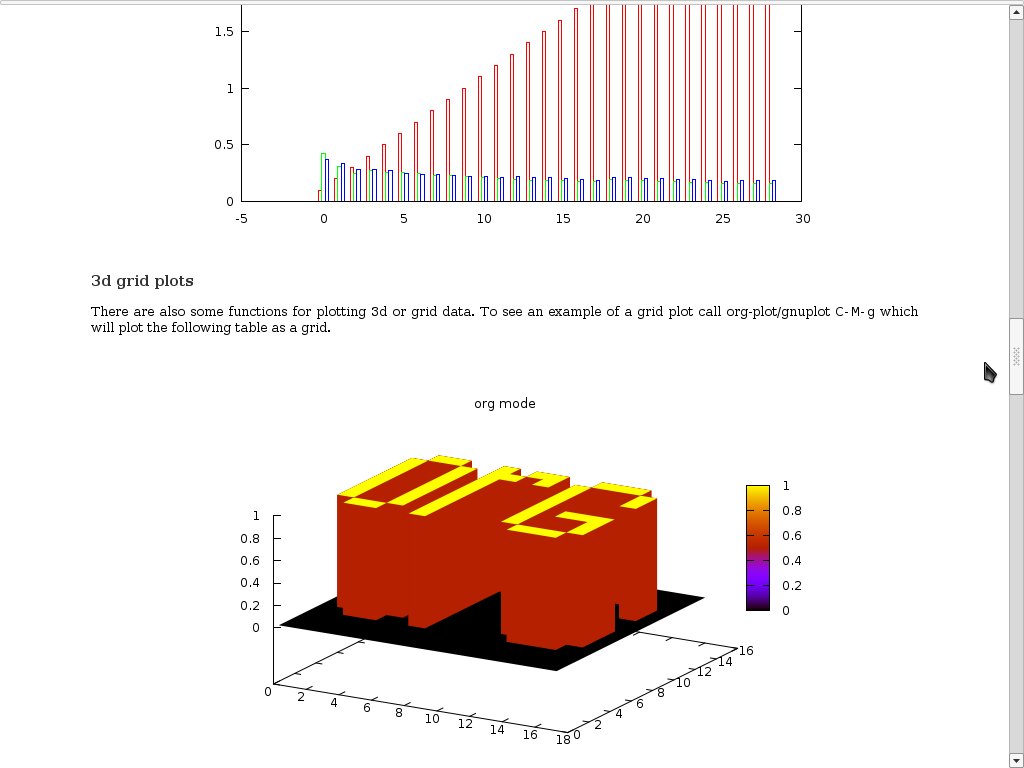 1.5
1
0.5
0
-5 0 5 10 15 20 25 30
3d grid plots
There are also some functions for plotting 3d or grid data. To see an example of a grid plot call org-plot/gnuplot C-M-g which
will plot the following table as a grid.
org mode
1
0.8
0.6
0.4
0.2
0
0 2 4 6 8 10 12 14 16 18
0 2 4 6 8 10 12 14 16
1
0.8
0.6
0.4
0.2
0